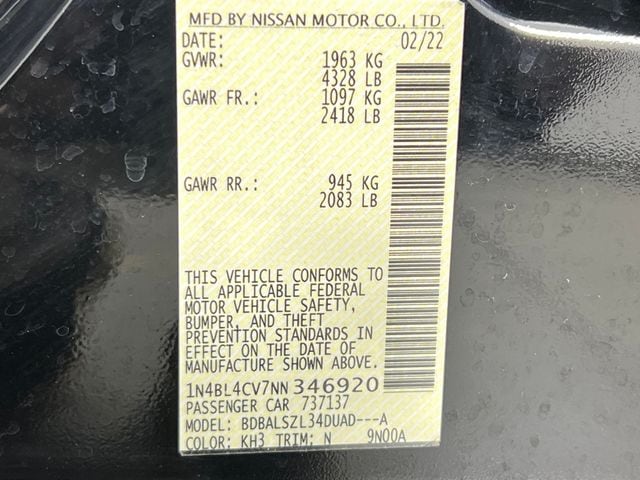 MFD BY NISSAN MOTOR CO., LTD.
DATE: 02/22
GVWR: 1963 KG
4328 LB
GAWR FR.: 1097 KG
2418 LB
GAWR RR.: 945 KG
2083 LB
THIS VEHICLE CONFORMS TO
ALL APPLICABLE FEDERAL
MOTOR VEHICLE SAFETY,
BUMPER, AND THEFT
PREVENTION STANDARDS IN
EFFECT ON THE DATE OF
MANUFACTURE SHOWN ABOVE.
1N4BL4CV7NN346920
PASSENGER CAR 737137
MODEL: BDBALSZL34DUAD---A
COLOR: KH3 TRIM; N 9N00A